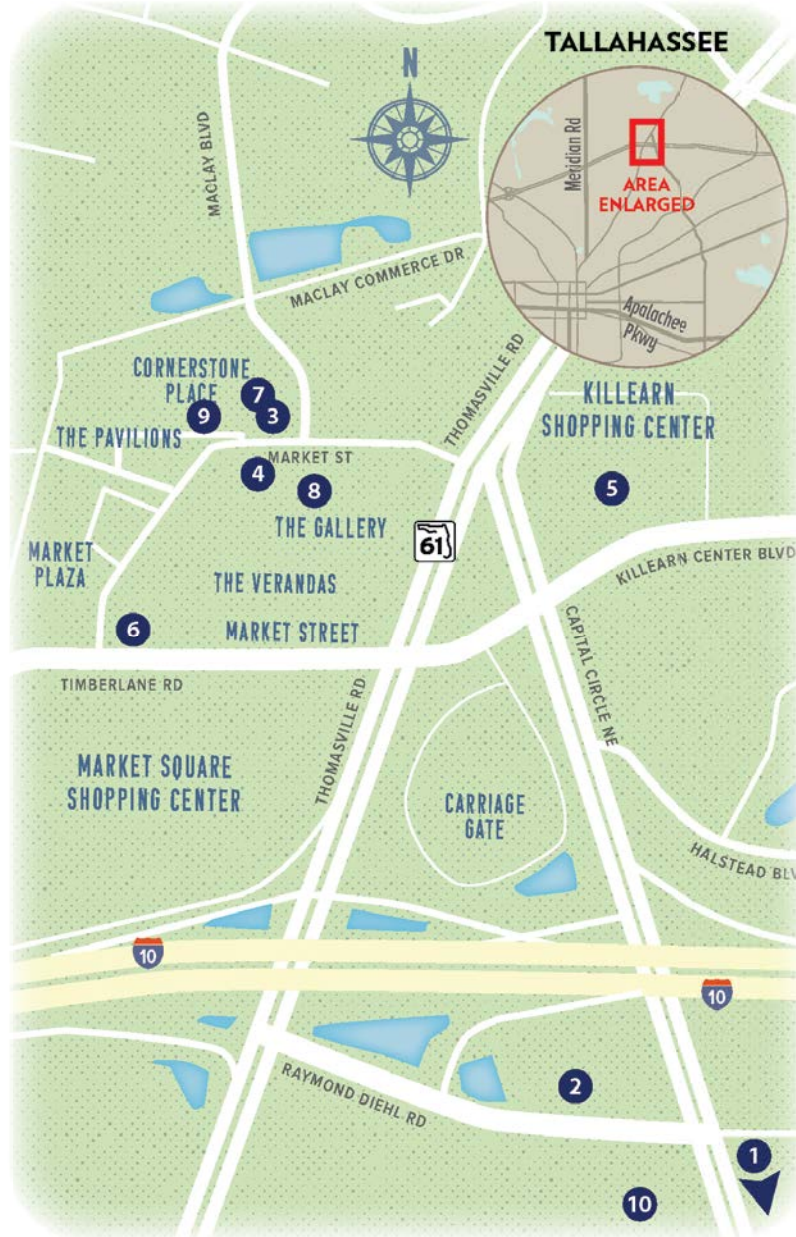 TALLAHASSEE
N
Meridian Rd
AREA
ENLARGED
Apalachee
Pkwy
MACLAY BLVD
MACLAY COMMERCE DR
THOMASVILLE RD
CORNERSTONE
PLACE
7
9
3
KILLEARN
SHOPPING CENTER
THE PAVILIONS
MARKET ST
4
8
5
THE GALLERY
61
MARKET
PLAZA
KILLEARN CENTER BLVD
THE VERANDAS
6
MARKET STREET
CAPITAL CIRCLE NE
TIMBERLANE RD
THOMASVILLE RD
MARKET SQUARE
SHOPPING CENTER
CARRIAGE
GATE
HALSTEAD BLV
10
10
RAYMOND DIEHL RD
2
1
10